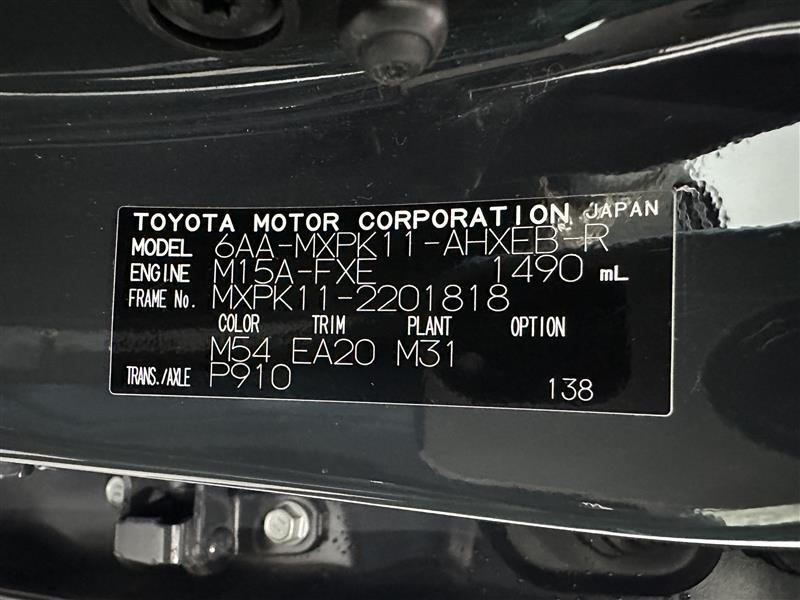 TOYOTA MOTOR CORPORATION JAPAN
MODEL 6AA-MXPK11-AHXEB-R
ENGINE M15A-FXE 1490 mL
FRAME No. MXPK11-2201818
COLOR TRIM PLANT OPTION
M54 EA20 M31
TRANS./AXLE P910 138